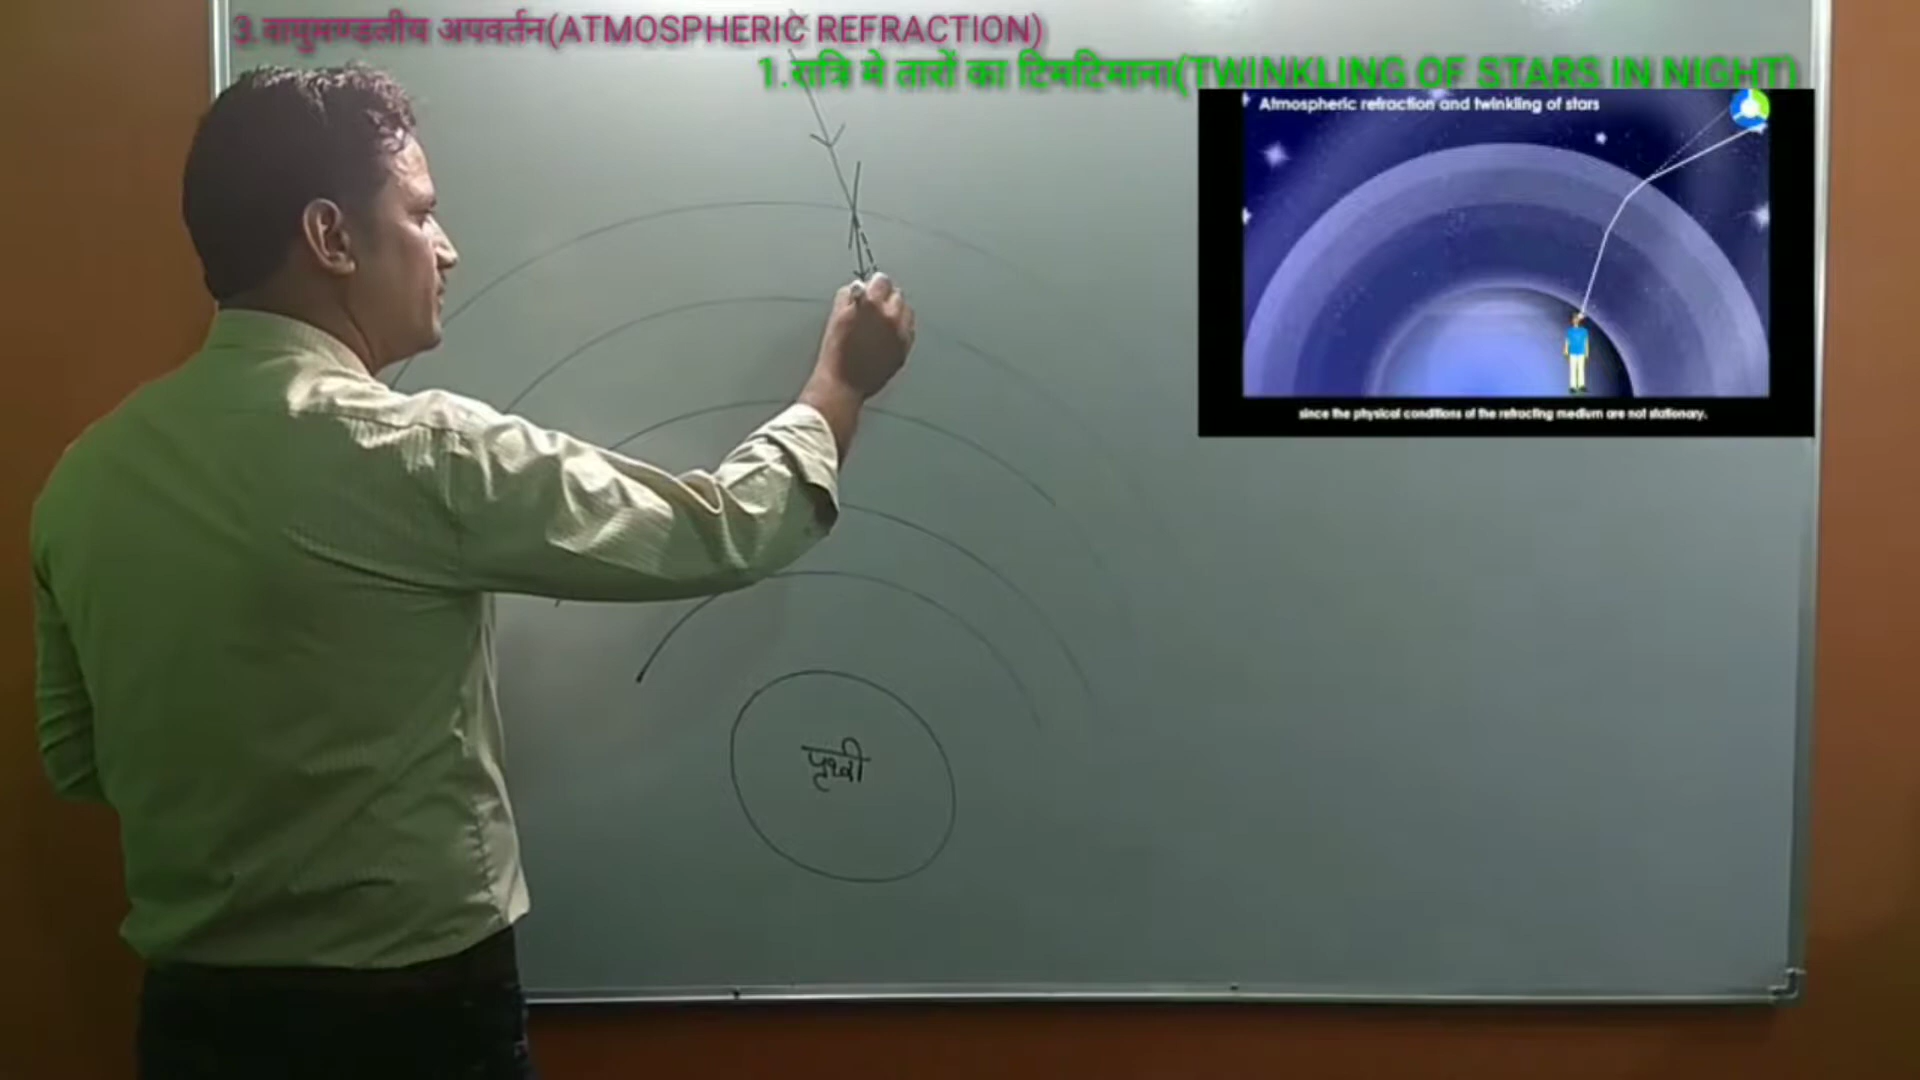 3. वायुमण्डलीय अपवर्तन(ATMOSPHERIC REFRACTION)
1.रात्रि मे तारों का टिमटिमाना(TWINKLING OF STARS IN NIGHT)
Atmospheric refraction and twinkling of stars
since the physical conditions of the refracting medium are not stationary.
पृथ्वी